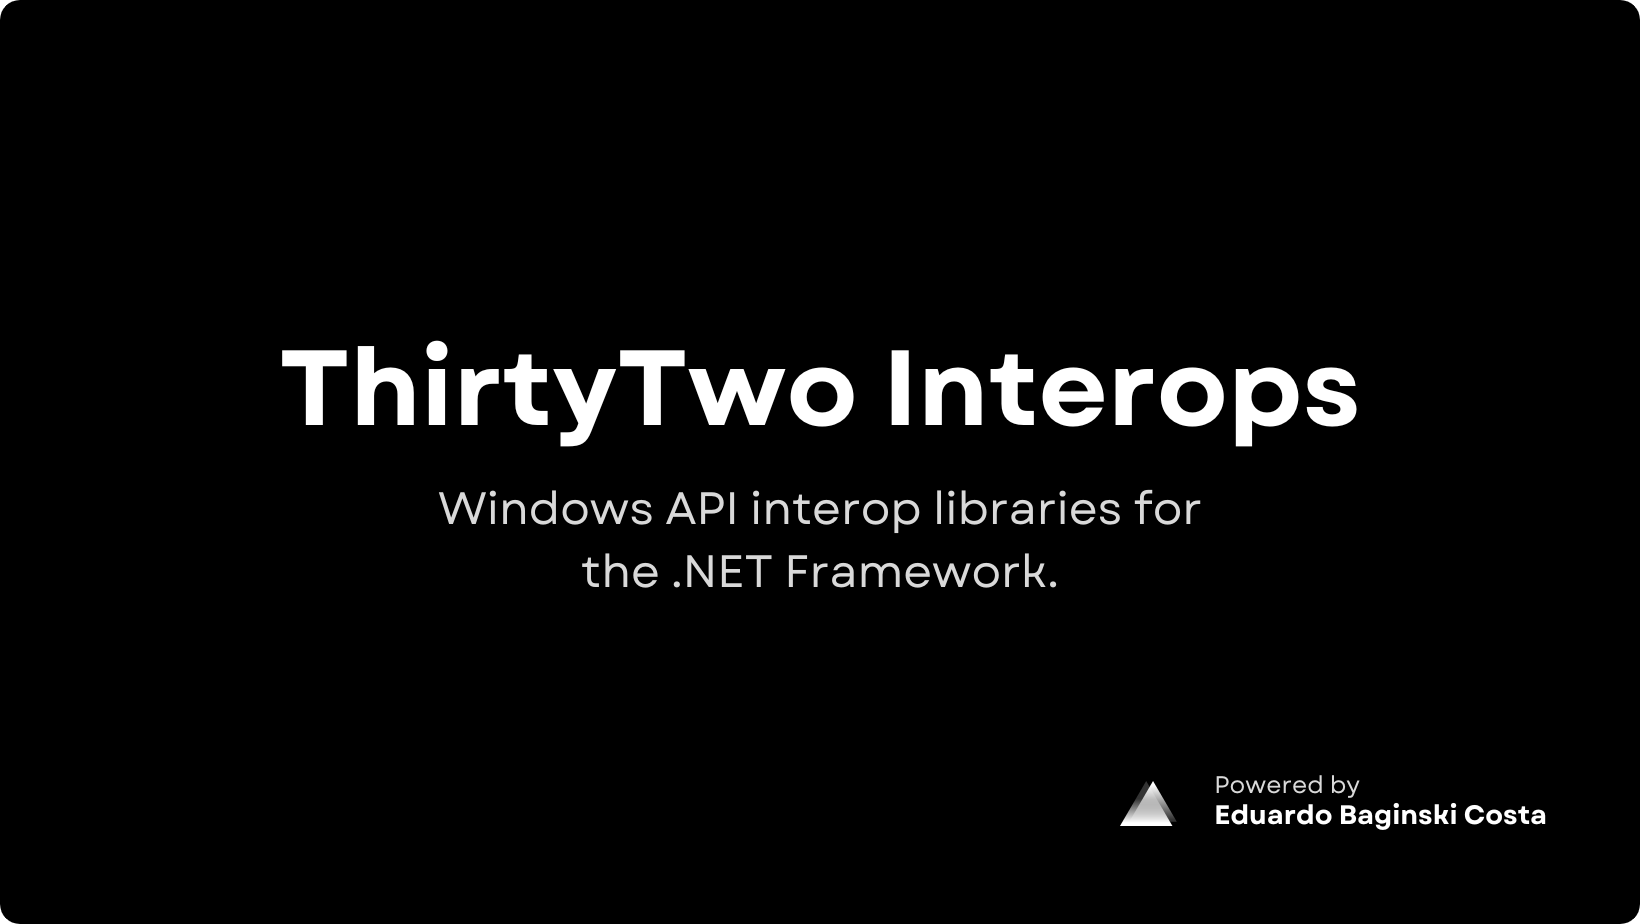 ThirtyTwo Interops
Windows API interop libraries for
the .NET Framework.
Powered by
Eduardo Baginski Costa